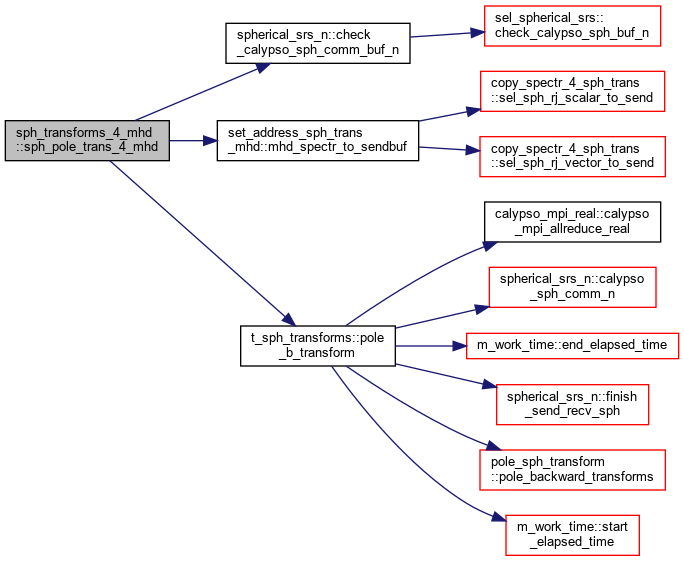 sph_transforms_4_mhd
::sph_pole_trans_4_mhd
spherical_srs_n::check
_calypso_sph_comm_buf_n
sel_spherical_srs::
check_calypso_sph_buf_n
set_address_sph_trans
_mhd::mhd_spectr_to_sendbuf
copy_spectr_4_sph_trans
::sel_sph_rj_scalar_to_send
copy_spectr_4_sph_trans
::sel_sph_rj_vector_to_send
t_sph_transforms::pole
_b_transform
calypso_mpi_real::calypso
_mpi_allreduce_real
spherical_srs_n::calypso
_sph_comm_n
m_work_time::end_elapsed_time
spherical_srs_n::finish
_send_recv_sph
pole_sph_transform
::pole_backward_transforms
m_work_time::start
_elapsed_time